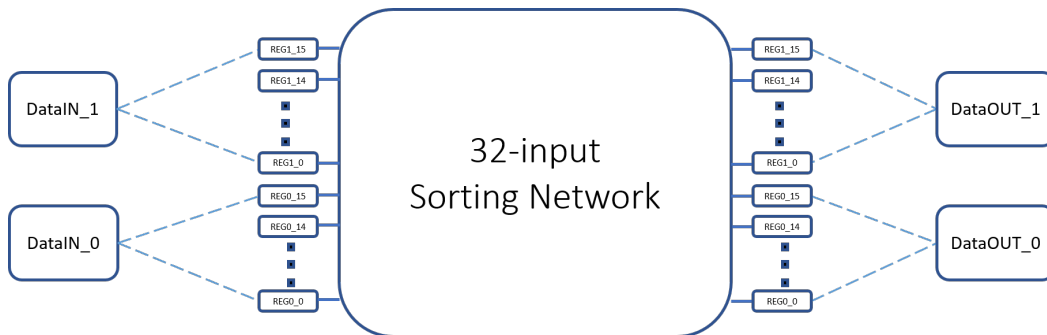 DataIN_1
REG1_15
REG1_14
REG1_0
DataIN_0
REG0_15
REG0_14
REG0_0
32-input
Sorting Network
REG1_15
REG1_14
REG1_0
DataOUT_1
REG0_15
REG0_14
REG0_0
DataOUT_0